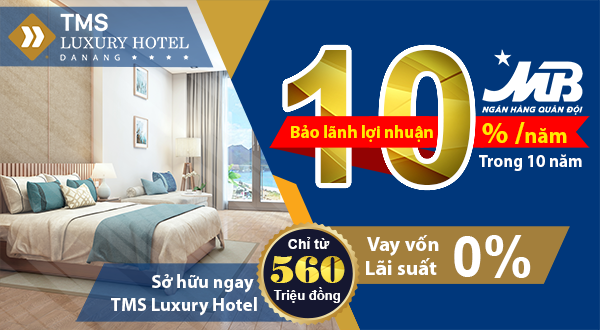 TMS
LUXURY HOTEL
DANANG ★ ★ ★ ★
MB
NGÂN HÀNG QUÂN ĐỘI
10
Bảo lãnh lợi nhuận
% /năm
Trong 10 năm
Chỉ từ
560
Triệu đồng
Vay vốn
Lãi suất
0%
Sở hữu ngay
TMS Luxury Hotel